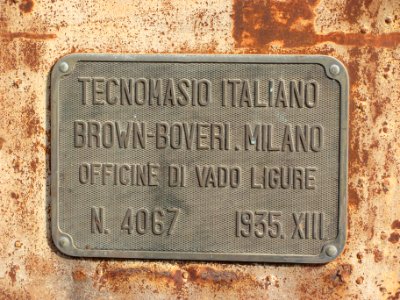 TECNOMASIO ITALIANO
BROWN-BOVERI. MILANO
OFFICINE DI VADO LIGURE
N. 4067 1935. XIII